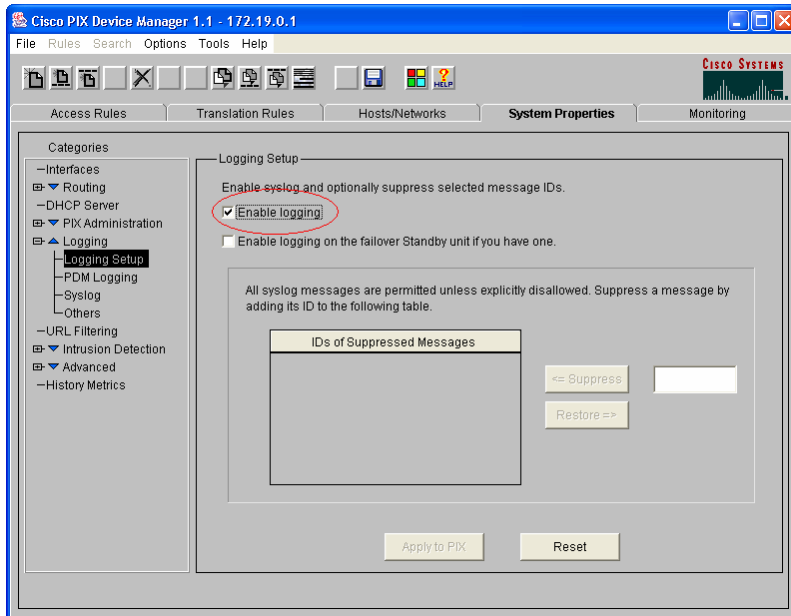 Cisco PIX Device Manager 1.1 - 172.19.0.1
File Rules Search Options Tools Help
HELP
CISCO SYSTEMS
Access Rules Translation Rules Hosts/Networks System Properties Monitoring
Categories
Interfaces
Routing
DHCP Server
PIX Administration
Logging
Logging Setup
PDM Logging
Syslog
Others
URL Filtering
Intrusion Detection
Advanced
History Metrics
Logging Setup
Enable syslog and optionally suppress selected message IDs.
Enable logging
Enable logging on the failover Standby unit if you have one.
All syslog messages are permitted unless explicitly disallowed. Suppress a message by
adding its ID to the following table.
IDs of Suppressed Messages
<= Suppress
Restore =>
Apply to PIX Reset